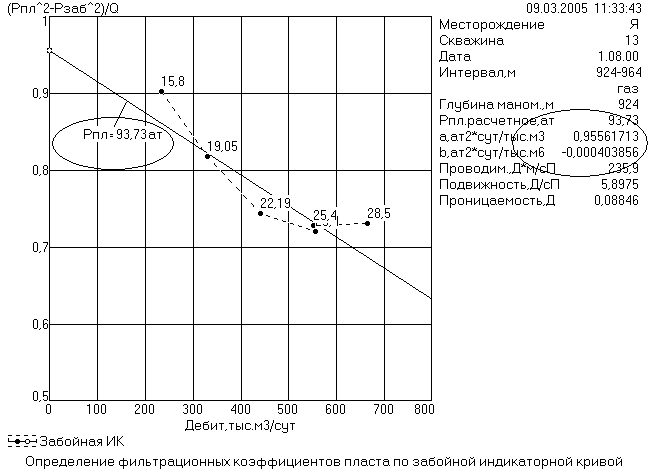 (Рпл^2-Рзаб^2)/Q
09.03.2005 11:33:43
Месторождение Я
Скважина 13
Дата 1.08.00
Интервал,м 924-964
газ
Глубина маном.,м 924
Рпл.расчетное,ат 93,73
а,ат2*сут/тыс.м3 0,95561713
b,ат2*сут/тыс.м6 -0,000403856
Проводим.,Д*м/сП 235,9
Подвижность,Д/сП 5,8975
Проницаемость,Д 0,08846
1
0,9
0,8
0,7
0,6
0,5
15,8
Рпл=93,73ат
19,05
22,19
25,4
28,5
0 100 200 300 400 500 600 700 800
Дебит,тыс.м3/сут
Забойная ИК
Определение фильтрационных коэффициентов пласта по забойной индикаторной кривой